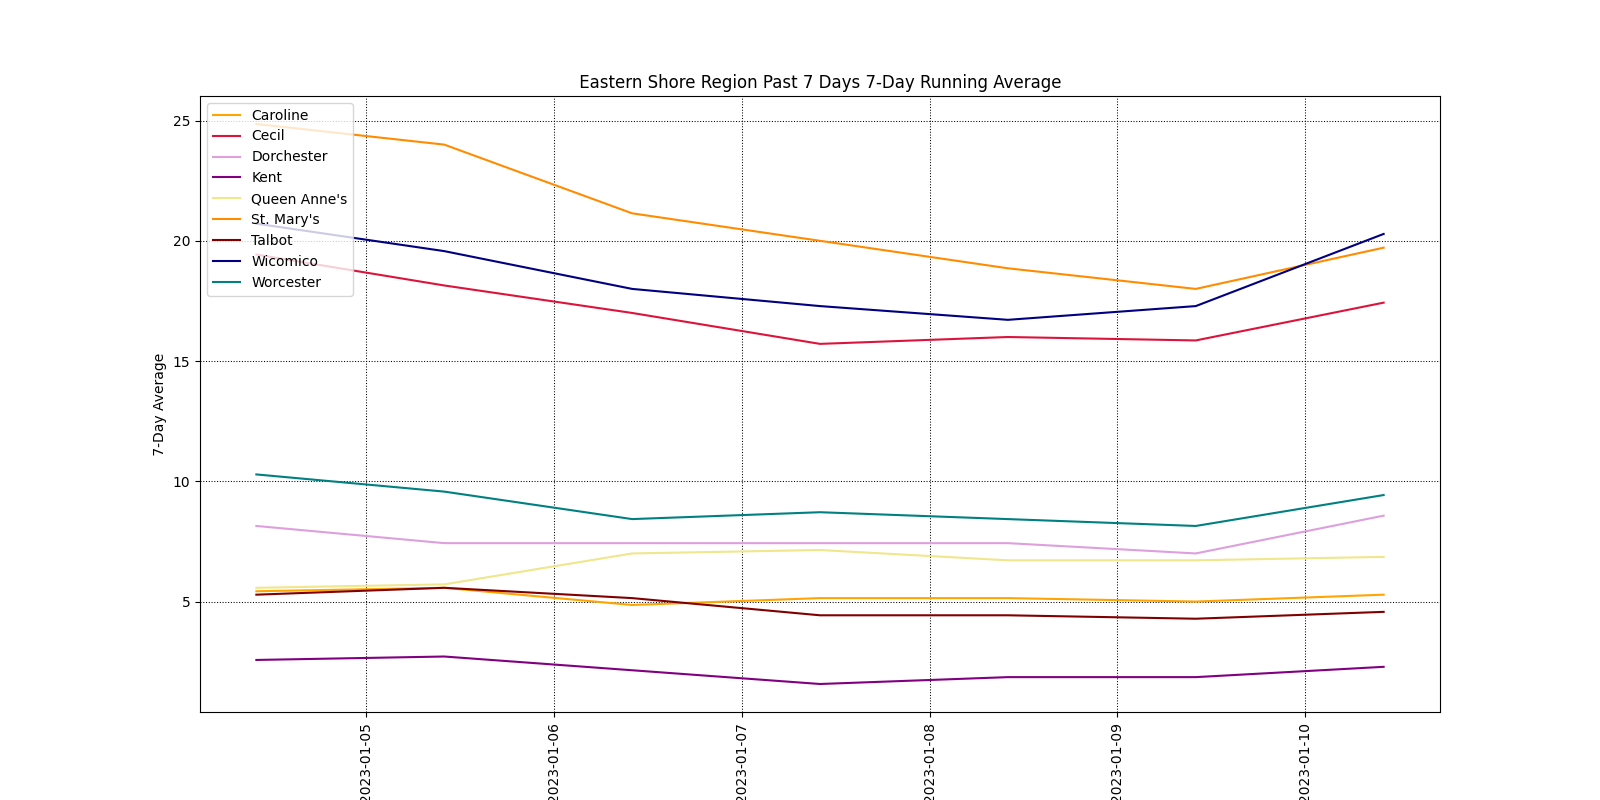 Eastern Shore Region Past 7 Days 7-Day Running Average
Caroline
Cecil
Dorchester
Kent
Queen Anne's
St. Mary's
Talbot
Wicomico
Worcester
7-Day Average
25
20
15
10
5
2023-01-05
2023-01-06
2023-01-07
2023-01-08
2023-01-09
2023-01-10